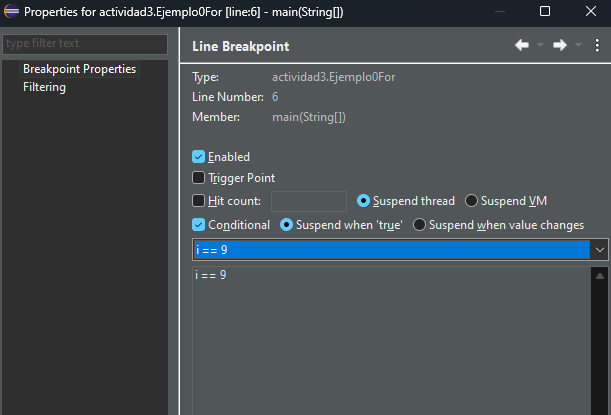 Properties for actividad3.Ejemplo0For [line:6] - main(String[])
type filter text
Breakpoint Properties
Filtering
Line Breakpoint
Type: actividad3.Ejemplo0For
Line Number: 6
Member: main(String[])
Enabled
Trigger Point
Hit count: Suspend thread Suspend VM
Conditional Suspend when 'true' Suspend when value changes
i == 9
i == 9